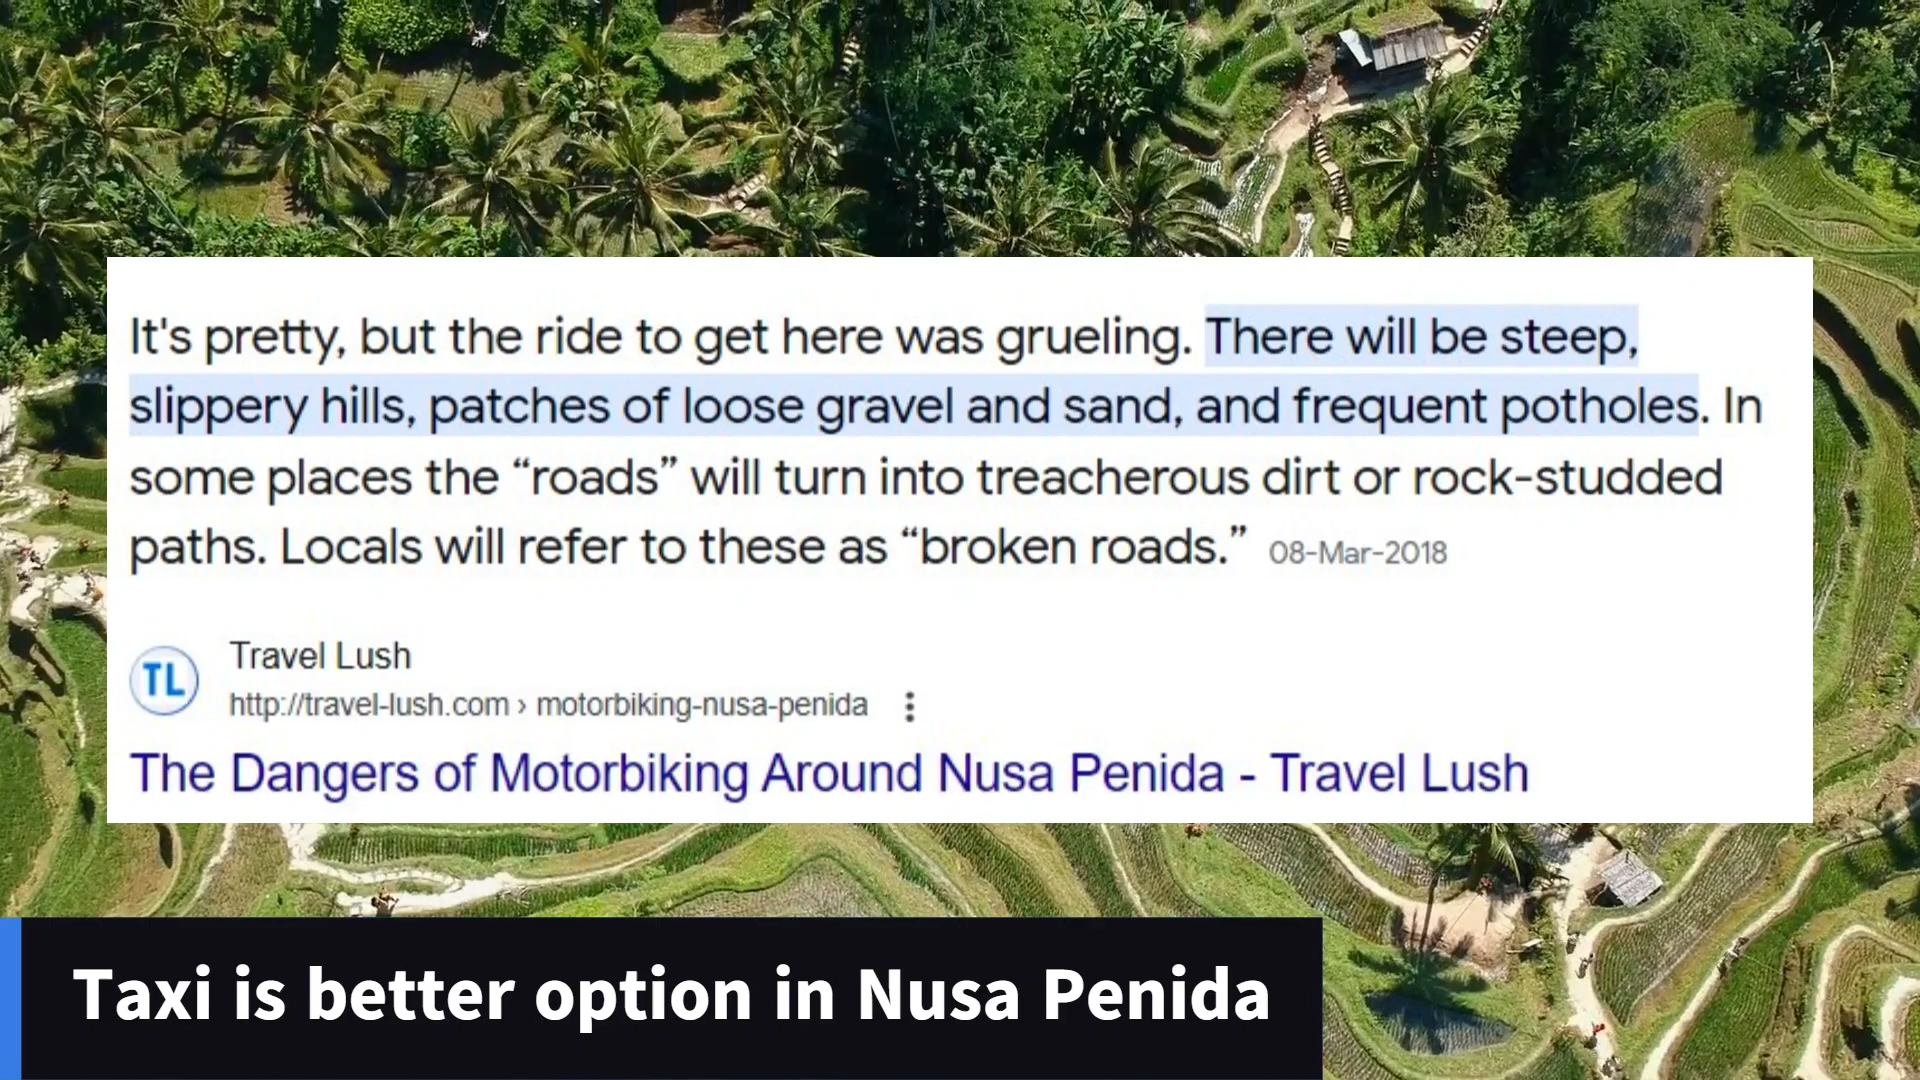 It's pretty, but the ride to get here was grueling. There will be steep,
slippery hills, patches of loose gravel and sand, and frequent potholes. In
some places the “roads” will turn into treacherous dirt or rock-studded
paths. Locals will refer to these as “broken roads.” 08-Mar-2018
TL
Travel Lush
http://travel-lush.com › motorbiking-nusa-penida
The Dangers of Motorbiking Around Nusa Penida - Travel Lush
Taxi is better option in Nusa Penida